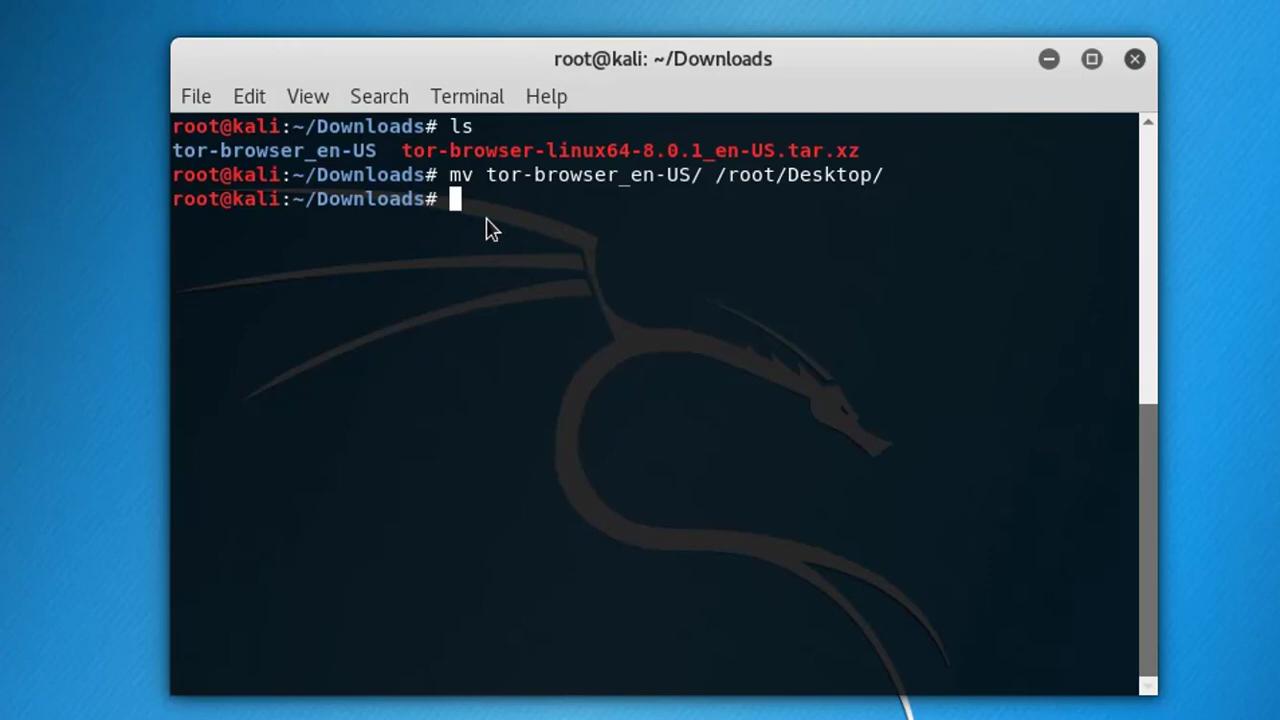 root@kali: ~/Downloads
File Edit View Search Terminal Help
root@kali:~/Downloads# ls
tor-browser_en-US  tor-browser-linux64-8.0.1_en-US.tar.xz
root@kali:~/Downloads# mv tor-browser_en-US/ /root/Desktop/
root@kali:~/Downloads#